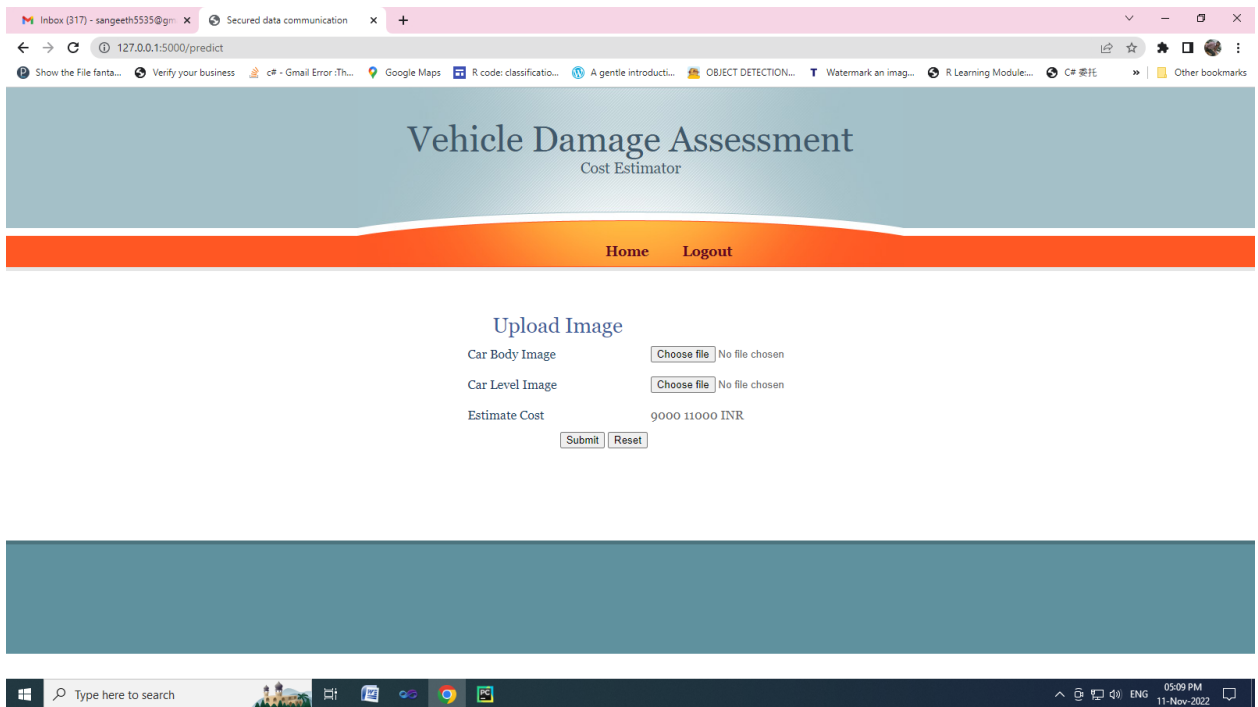 Inbox (317) - sangeeth5535@gm
Secured data communication
127.0.0.1:5000/predict
Show the File fanta... Verify your business c# - Gmail Error :Th... Google Maps R code: classificatio... A gentle introducti... OBJECT DETECTION... Watermark an imag... R Learning Module:... C# 委托 » Other bookmarks
Vehicle Damage Assessment
Cost Estimator
Home Logout
Upload Image
Car Body Image Choose file No file chosen
Car Level Image Choose file No file chosen
Estimate Cost 9000 11000 INR
Submit Reset
Type here to search
ENG
05:09 PM
11-Nov-2022